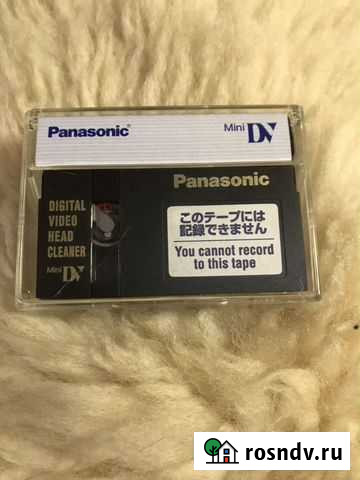 Panasonic®
Mini DV
Panasonic
DIGITAL
VIDEO
HEAD
CLEANER
Mini DV
このテープには
記録できません
You cannot record
to this tape
rosndv.ru